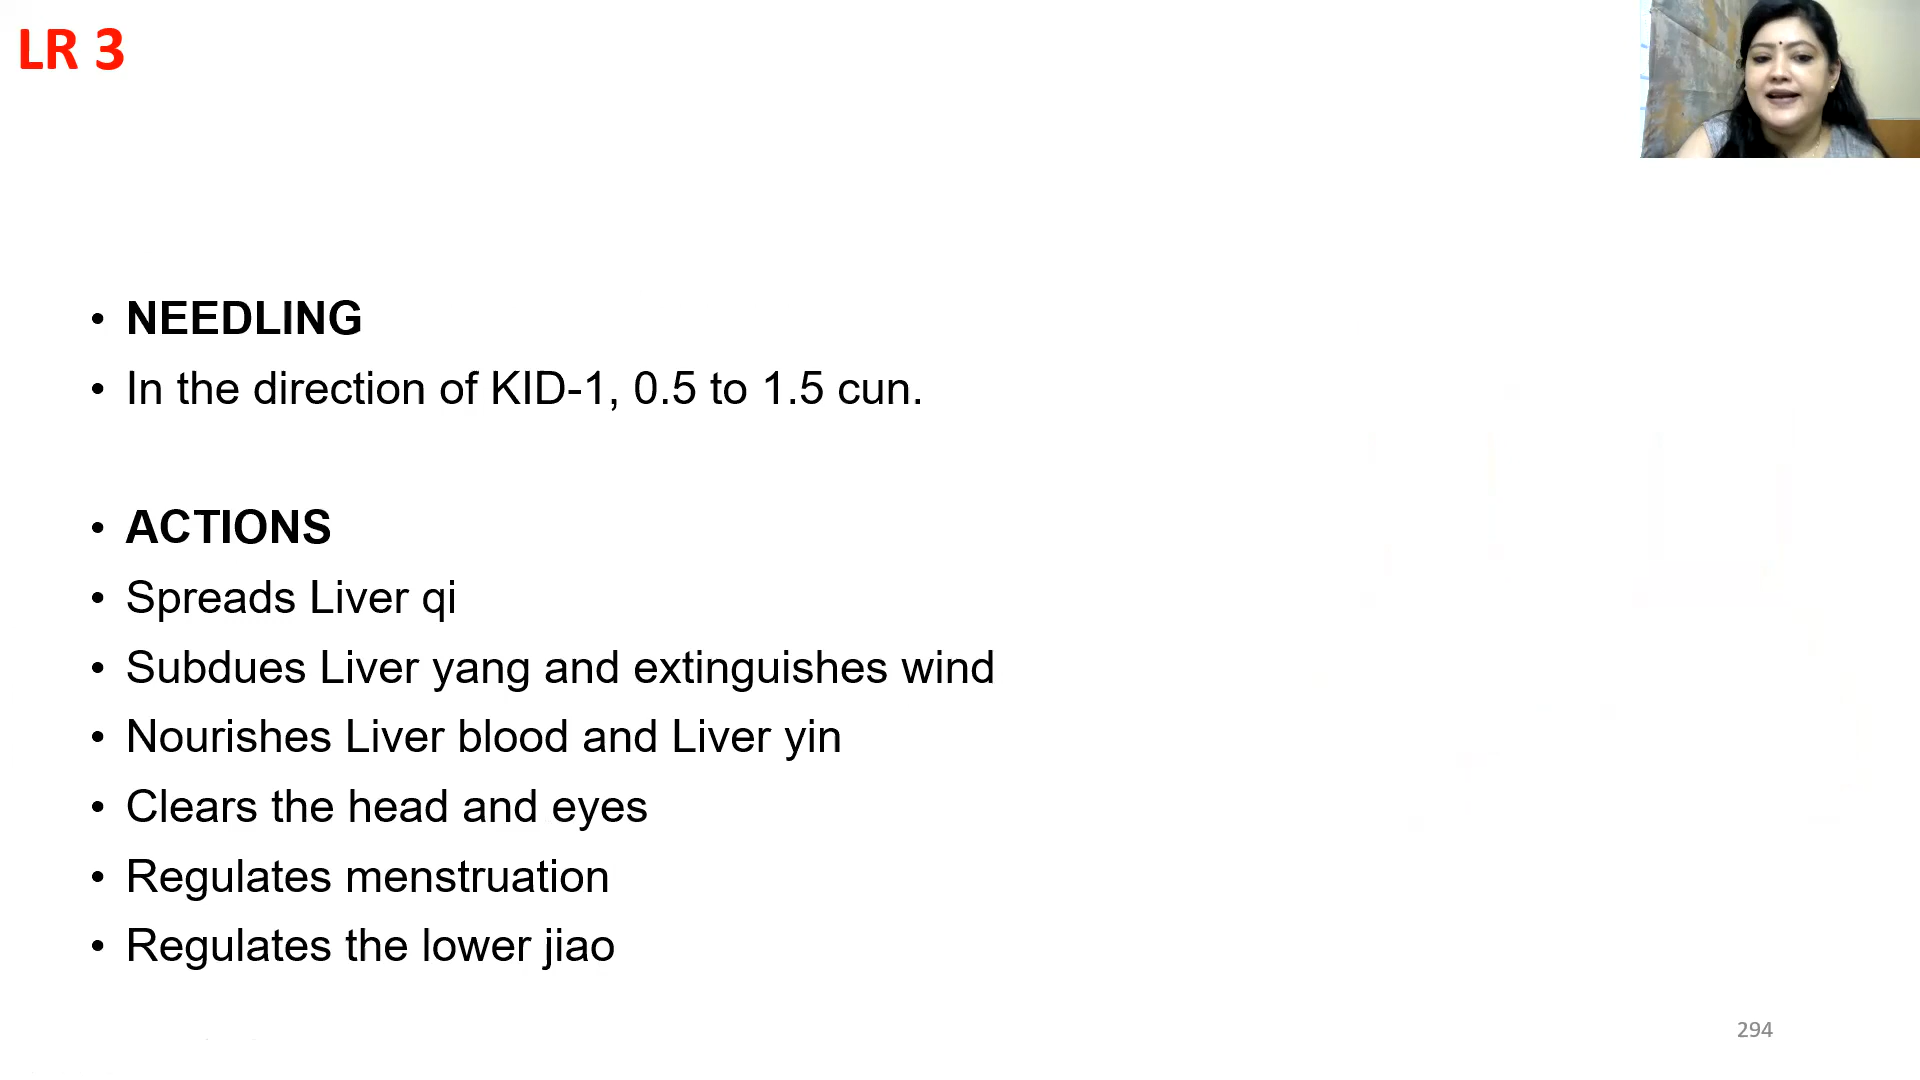 LR 3
• NEEDLING
• In the direction of KID-1, 0.5 to 1.5 cun.
• ACTIONS
• Spreads Liver qi
• Subdues Liver yang and extinguishes wind
• Nourishes Liver blood and Liver yin
• Clears the head and eyes
• Regulates menstruation
• Regulates the lower jiao
294